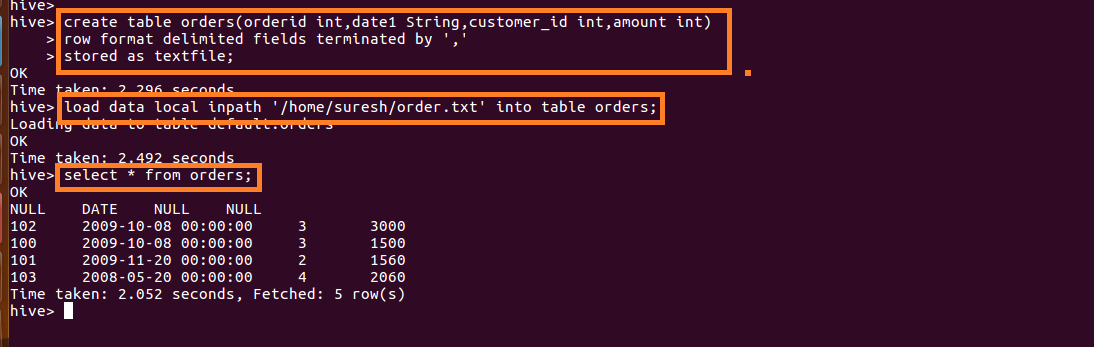 hive>
hive> create table orders(orderid int,date1 String,customer_id int,amount int)
    > row format delimited fields terminated by ','
    > stored as textfile;
OK
Time taken: 2.296 seconds
hive> load data local inpath '/home/suresh/order.txt' into table orders;
Loading data to table default.orders
OK
Time taken: 2.492 seconds
hive> select * from orders;
OK
NULL    DATE    NULL    NULL
102     2009-10-08 00:00:00     3       3000
100     2009-10-08 00:00:00     3       1500
101     2009-11-20 00:00:00     2       1560
103     2008-05-20 00:00:00     4       2060
Time taken: 2.052 seconds, Fetched: 5 row(s)
hive>